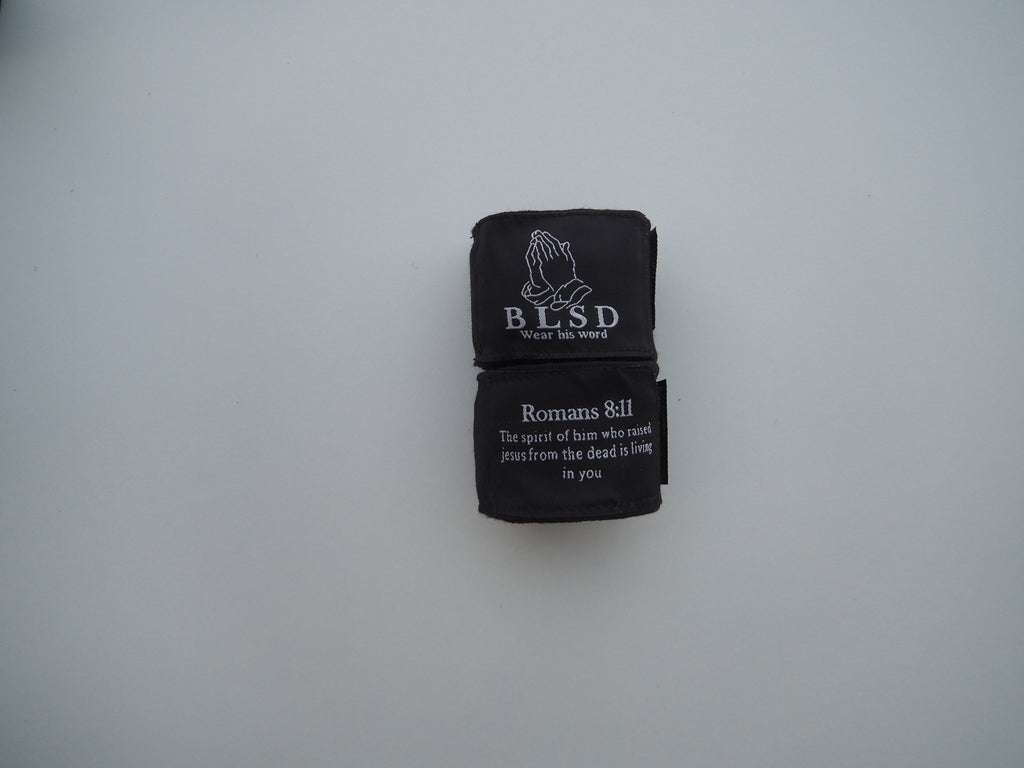 BLSD
Wear his word
Romans 8:11
The spirit of him who raised
jesus from the dead is living
in you